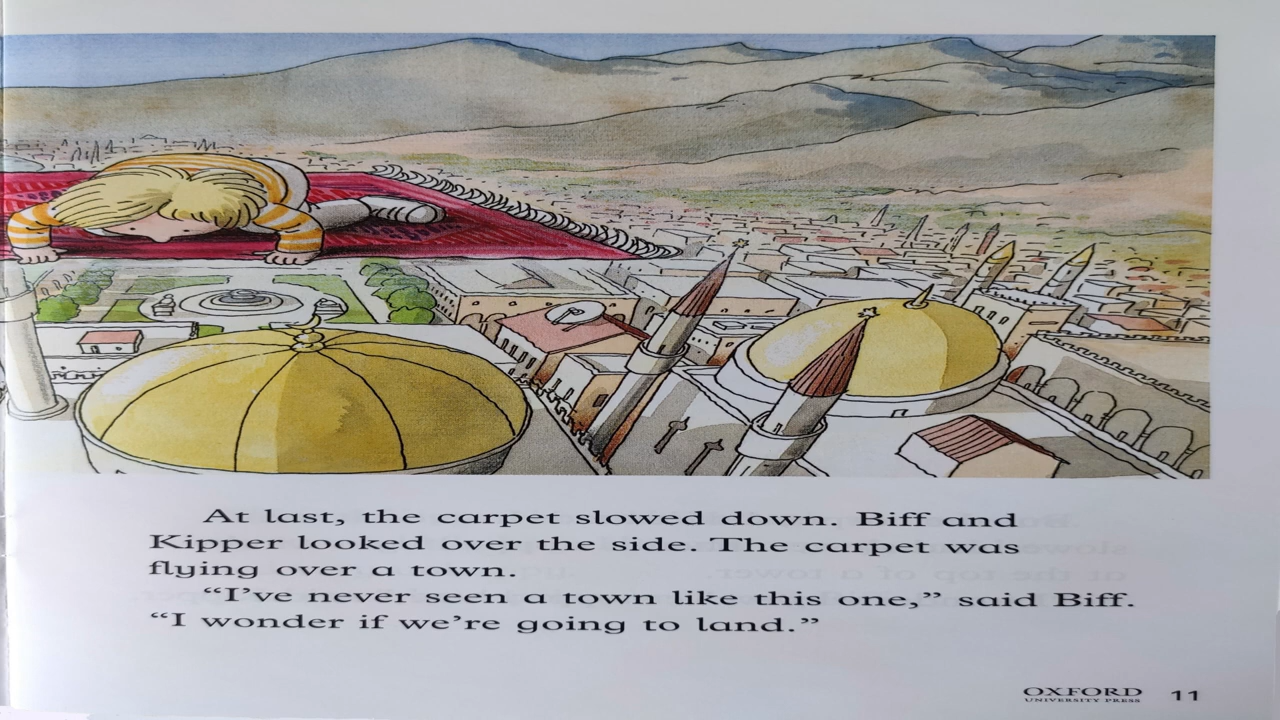 At last, the carpet slowed down. Biff and
Kipper looked over the side. The carpet was
flying over a town.
“I’ve never seen a town like this one,” said Biff.
“I wonder if we’re going to land.”
OXFORD
UNIVERSITY PRESS
11